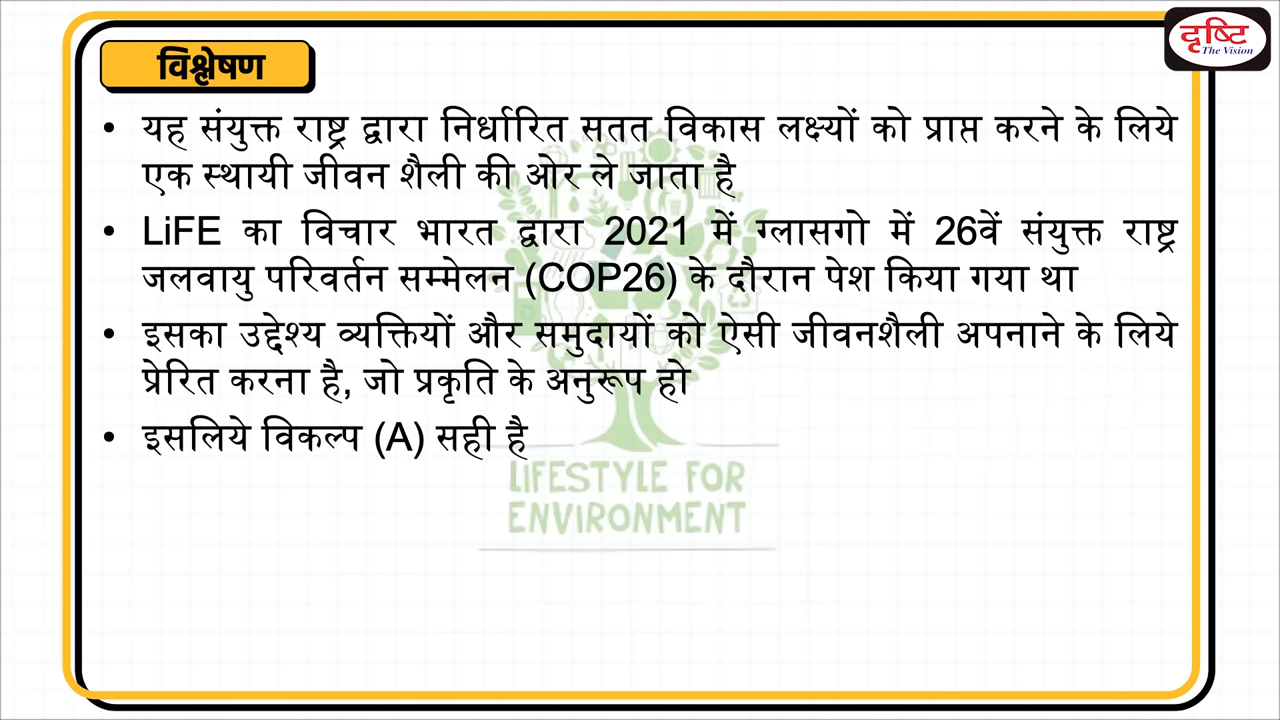 दृष्टि
The Vision
विश्लेषण
• यह संयुक्त राष्ट्र द्वारा निर्धारित सतत विकास लक्ष्यों को प्राप्त करने के लिये
एक स्थायी जीवन शैली की ओर ले जाता है
• LiFE का विचार भारत द्वारा 2021 में ग्लासगो में 26वें संयुक्त राष्ट्र
जलवायु परिवर्तन सम्मेलन (COP26) के दौरान पेश किया गया था
• इसका उद्देश्य व्यक्तियों और समुदायों को ऐसी जीवनशैली अपनाने के लिये
प्रेरित करना है, जो प्रकृति के अनुरूप हो
• इसलिये विकल्प (A) सही है
LiFESTYLE FOR
ENVIRONMENT